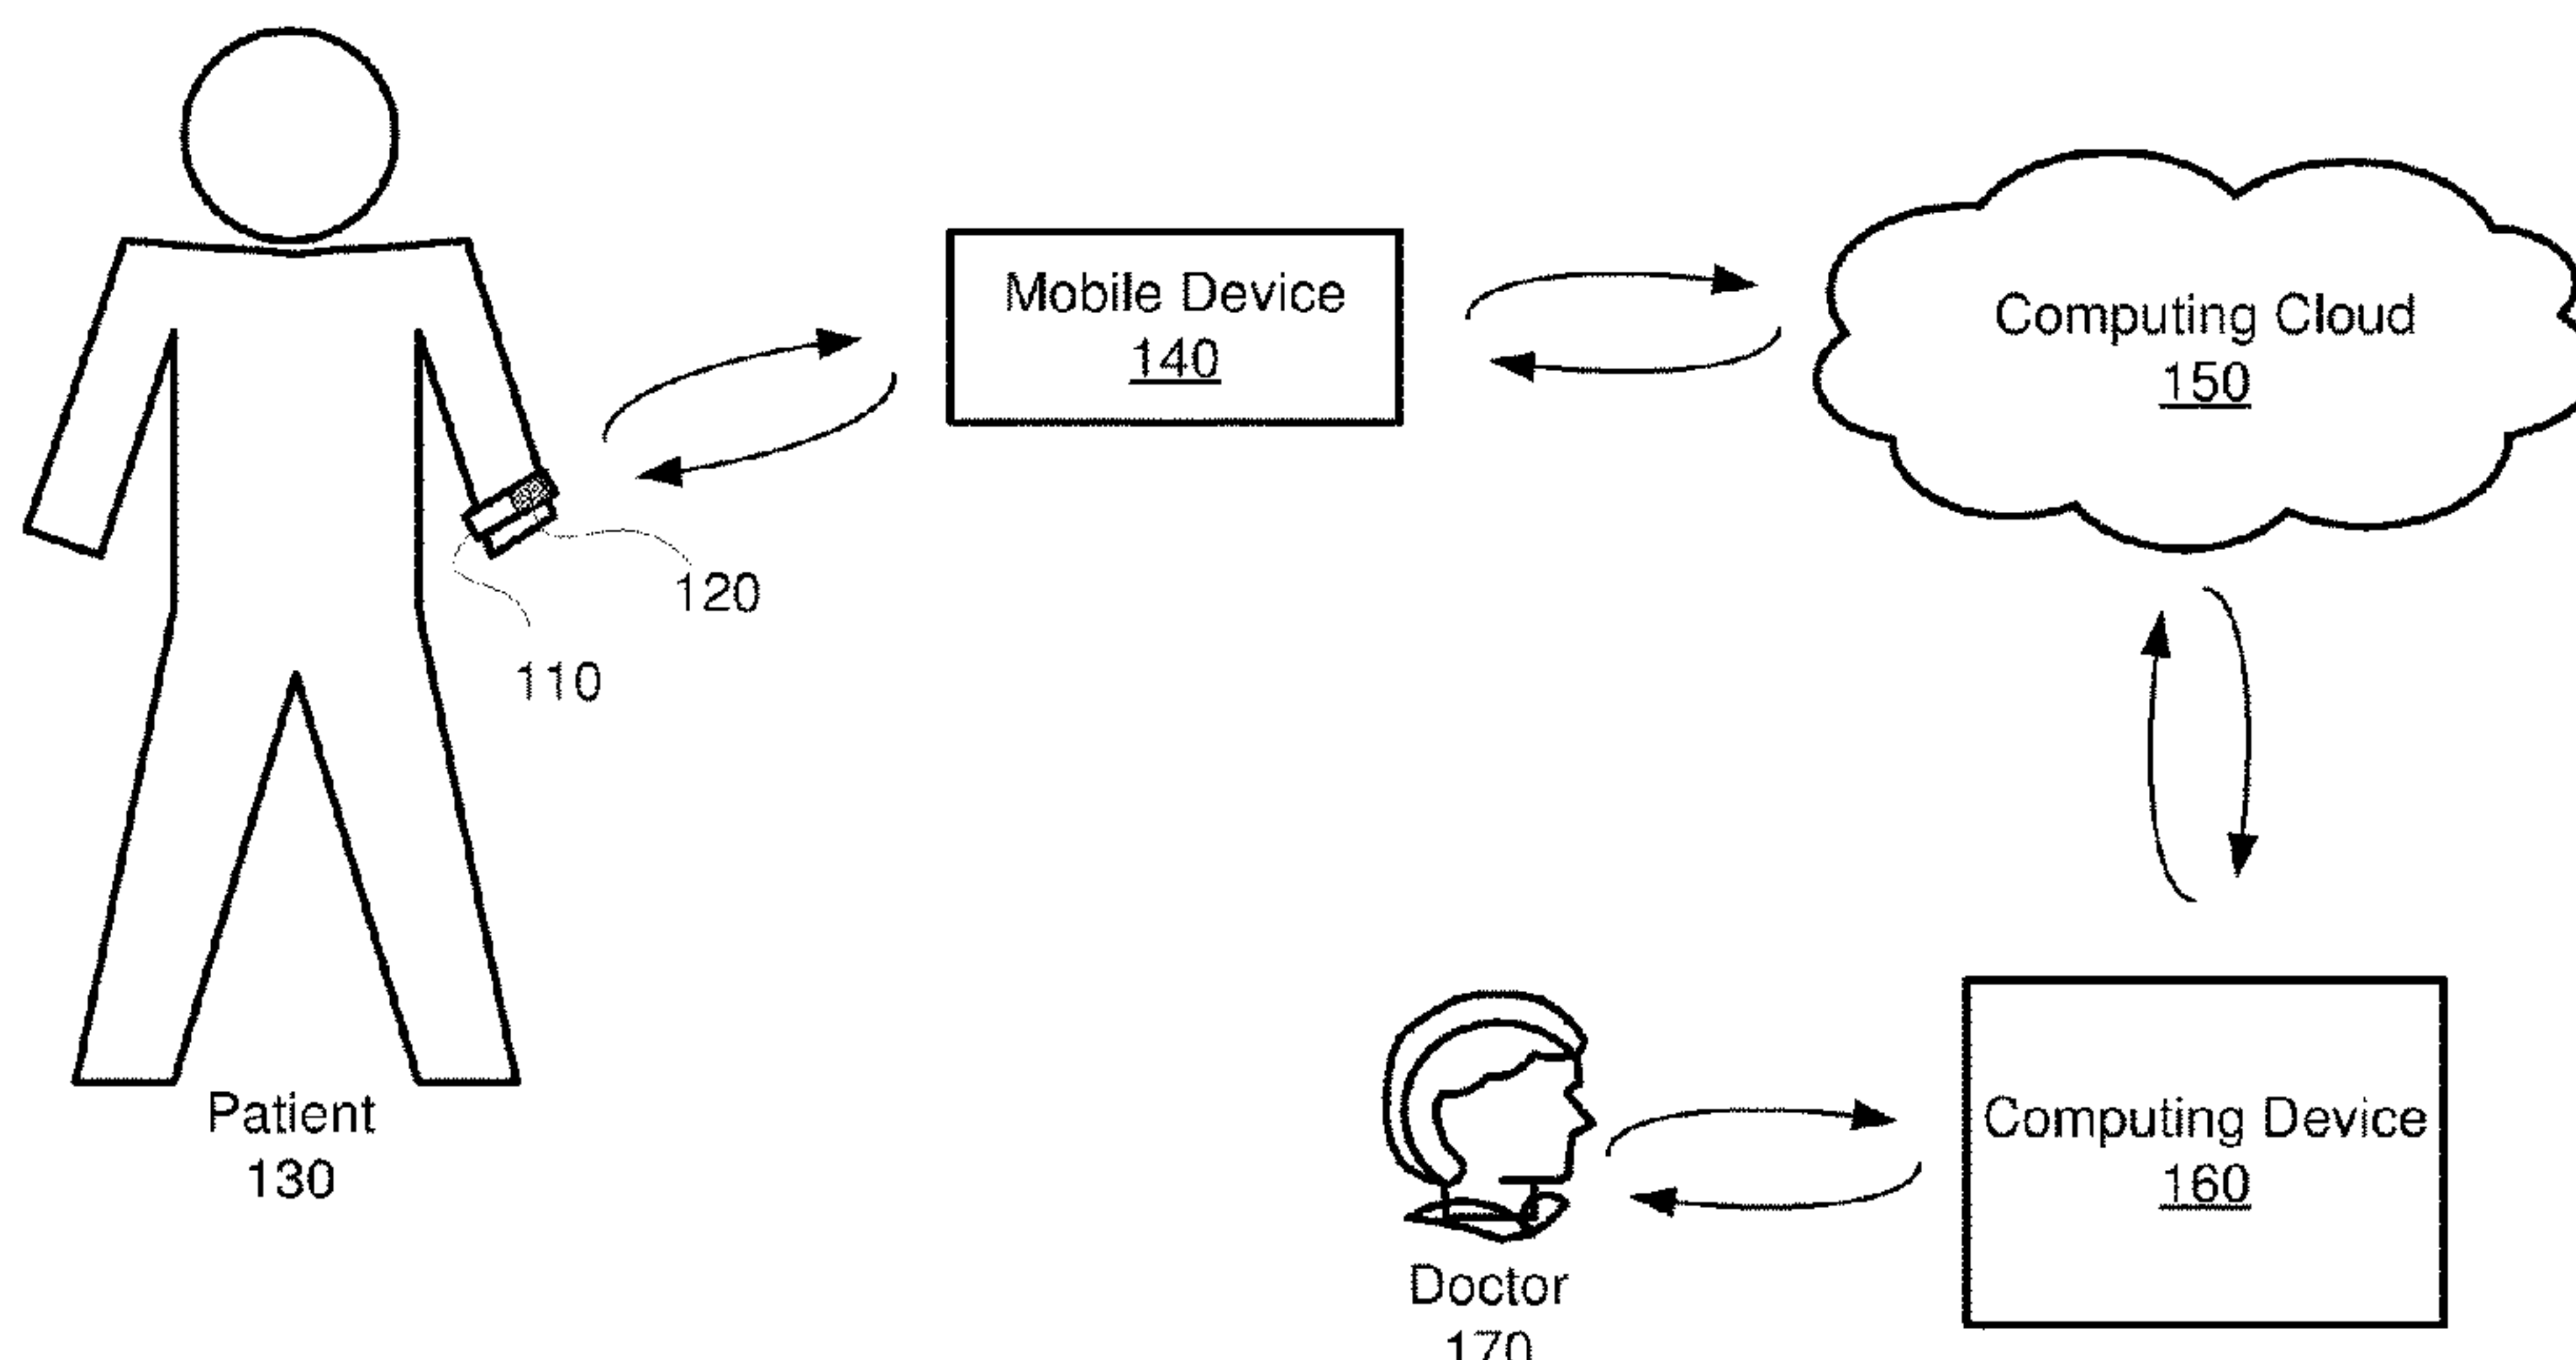 Mobile Device
140
Computing Cloud
150
120
110
Patient
130
Computing Device
160
Doctor
170